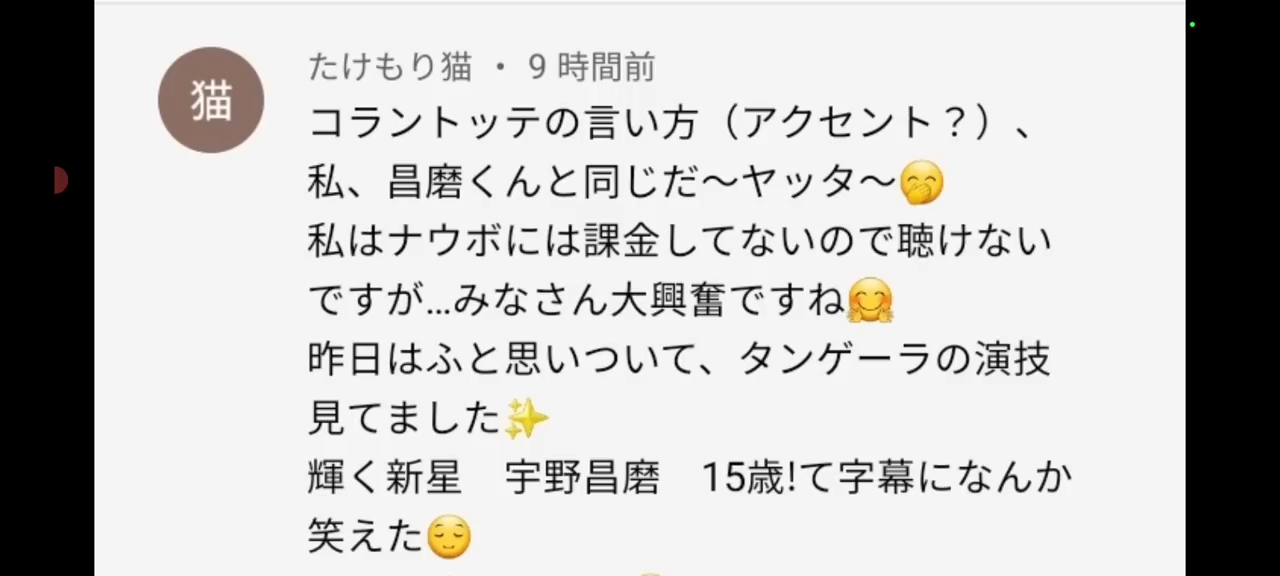 猫
たけもり猫 • 9 時間前
コラントッテの言い方（アクセント？）、
私、昌磨くんと同じだ〜ヤッタ〜🤭
私はナウボには課金してないので聴けない
ですが...みなさん大興奮ですね🤗
昨日はふと思いついて、タンゲーラの演技
見てました✨
輝く新星　宇野昌磨　15歳!て字幕になんか
笑えた😌